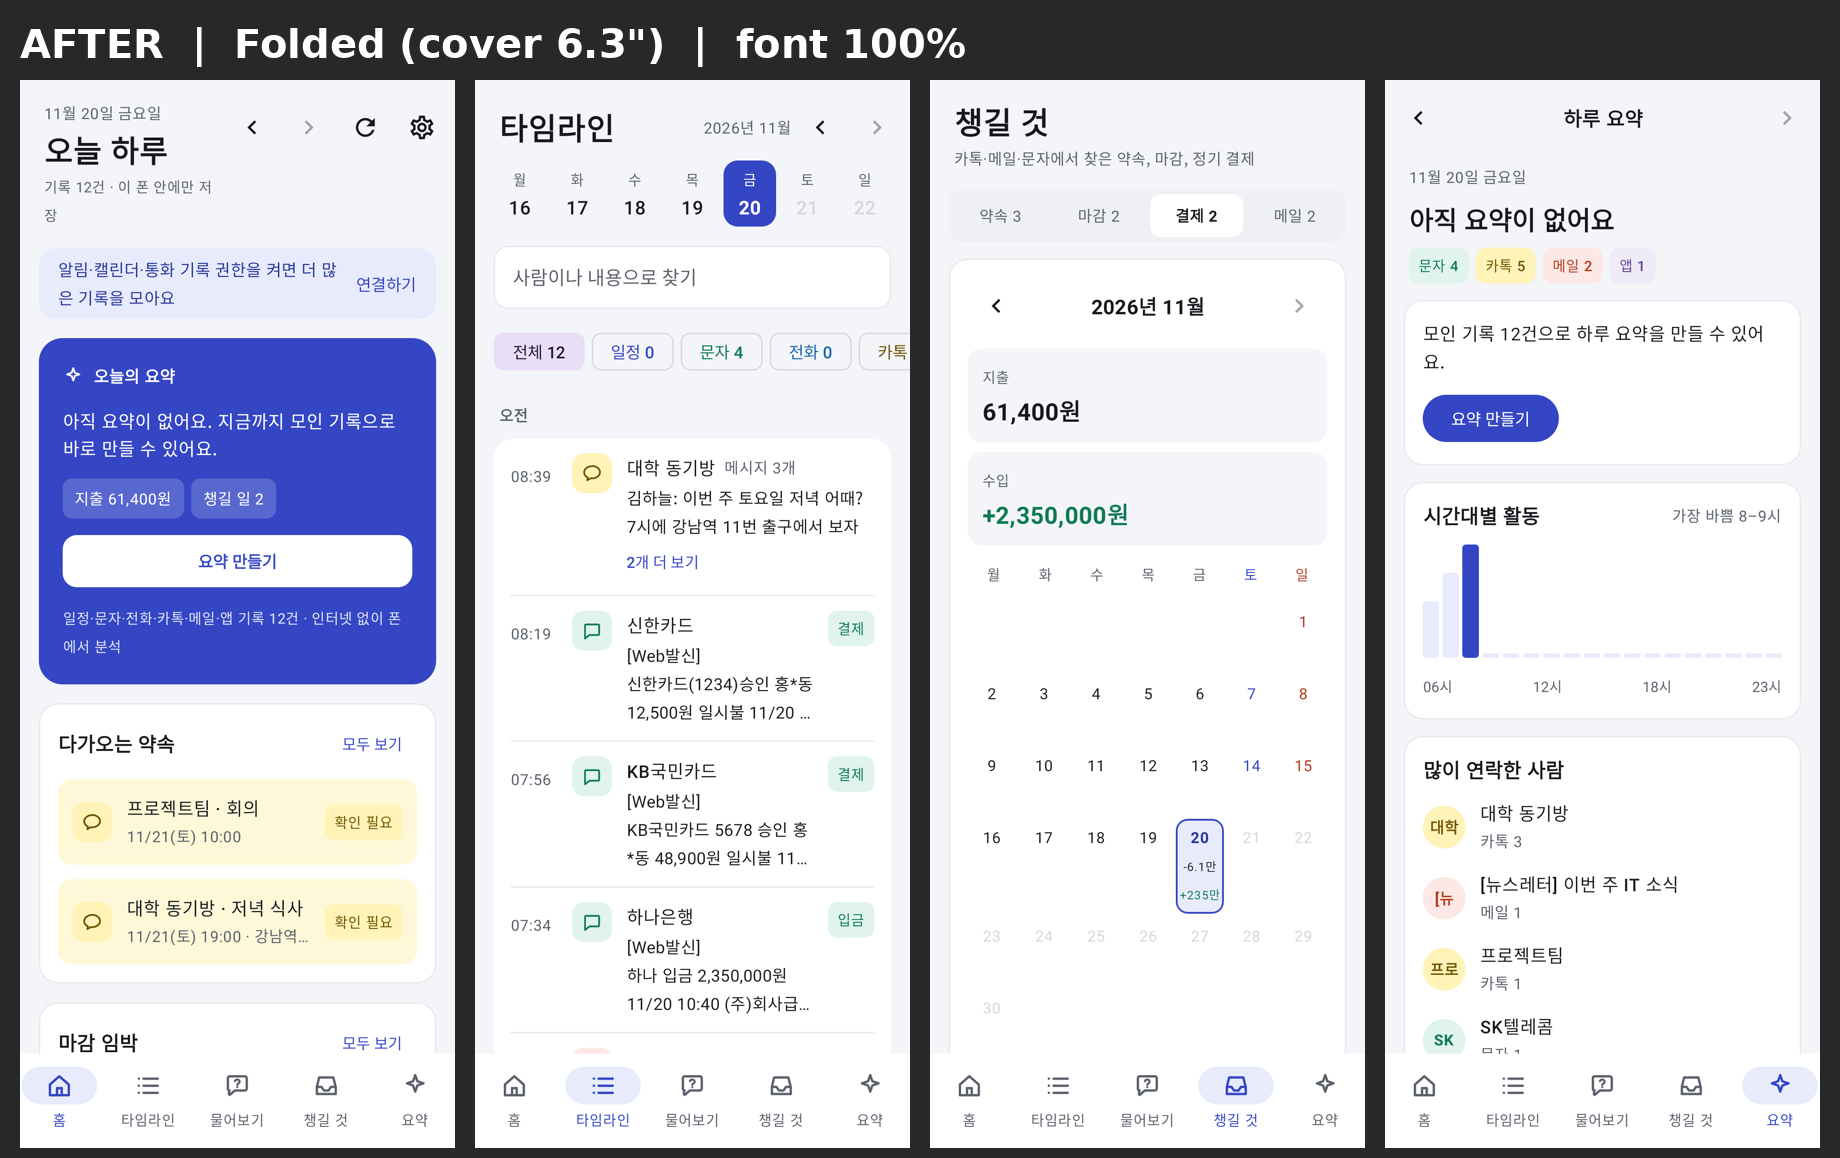 AFTER | Folded (cover 6.3") | font 100%
11월 20일 금요일
오늘 하루
기록 12건 · 이 폰 안에만 저
장
알림·캘린더·통화 기록 권한을 켜면 더 많
은 기록을 모아요
연결하기
오늘의 요약
아직 요약이 없어요. 지금까지 모인 기록으로
바로 만들 수 있어요.
지출 61,400원
챙길 일 2
요약 만들기
일정·문자·전화·카톡·메일·앱 기록 12건 · 인터넷 없이 폰
에서 분석
다가오는 약속
모두 보기
프로젝트팀 · 회의
11/21(토) 10:00
확인 필요
대학 동기방 · 저녁 식사
11/21(토) 19:00 · 강남역…
확인 필요
마감 임박
모두 보기
홈
타임라인
물어보기
챙길 것
요약
타임라인
2026년 11월
월 화 수 목 금 토 일
16 17 18 19 20 21 22
사람이나 내용으로 찾기
전체 12
일정 0
문자 4
전화 0
카톡
오전
08:39
대학 동기방 메시지 3개
김하늘: 이번 주 토요일 저녁 어때?
7시에 강남역 11번 출구에서 보자
2개 더 보기
08:19
신한카드
결제
[Web발신]
신한카드(1234)승인 홍*동
12,500원 일시불 11/20 …
07:56
KB국민카드
결제
[Web발신]
KB국민카드 5678 승인 홍
*동 48,900원 일시불 11…
07:34
하나은행
입금
[Web발신]
하나 입금 2,350,000원
11/20 10:40 (주)회사급…
홈
타임라인
물어보기
챙길 것
요약
챙길 것
카톡·메일·문자에서 찾은 약속, 마감, 정기 결제
약속 3
마감 2
결제 2
메일 2
2026년 11월
지출
61,400원
수입
+2,350,000원
월 화 수 목 금 토 일
1
2 3 4 5 6 7 8
9 10 11 12 13 14 15
16 17 18 19 20 21 22
-6.1만
+235만
23 24 25 26 27 28 29
30
홈
타임라인
물어보기
챙길 것
요약
하루 요약
11월 20일 금요일
아직 요약이 없어요
문자 4
카톡 5
메일 2
앱 1
모인 기록 12건으로 하루 요약을 만들 수 있어
요.
요약 만들기
시간대별 활동
가장 바쁨 8–9시
06시 12시 18시 23시
많이 연락한 사람
대학
대학 동기방
카톡 3
[뉴
[뉴스레터] 이번 주 IT 소식
메일 1
프로
프로젝트팀
카톡 1
SK
SK텔레콤
문자 1
홈
타임라인
물어보기
챙길 것
요약